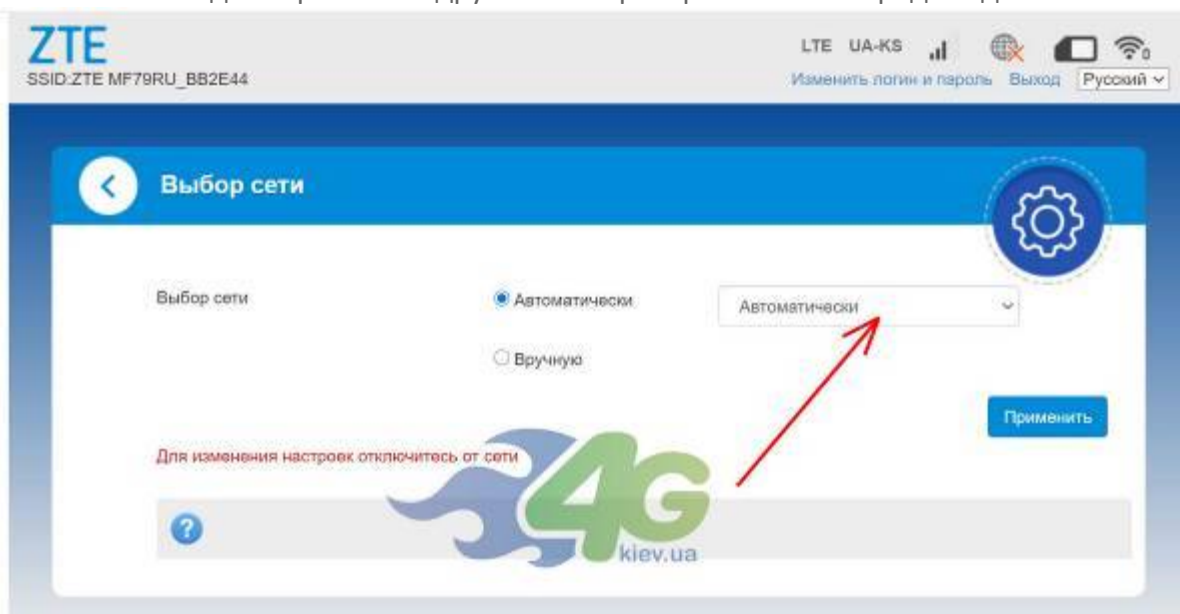 ZTE
SSID:ZTE MF79RU_BB2E44
LTE UA-KS
0
Изменить логин и пароль Выход Русский
Выбор сети
Выбор сети
Автоматически
Автоматически
Вручную
Применить
Для изменения настроек отключитесь от сети
?
4G
kiev.ua